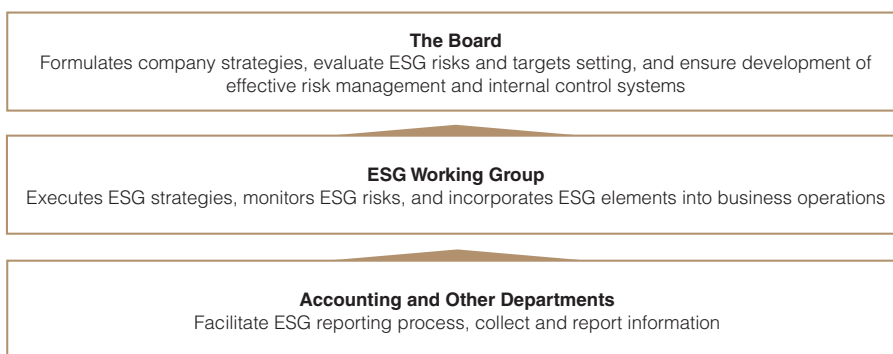 The Board
Formulates company strategies, evaluate ESG risks and targets setting, and ensure development of
effective risk management and internal control systems
ESG Working Group
Executes ESG strategies, monitors ESG risks, and incorporates ESG elements into business operations
Accounting and Other Departments
Facilitate ESG reporting process, collect and report information